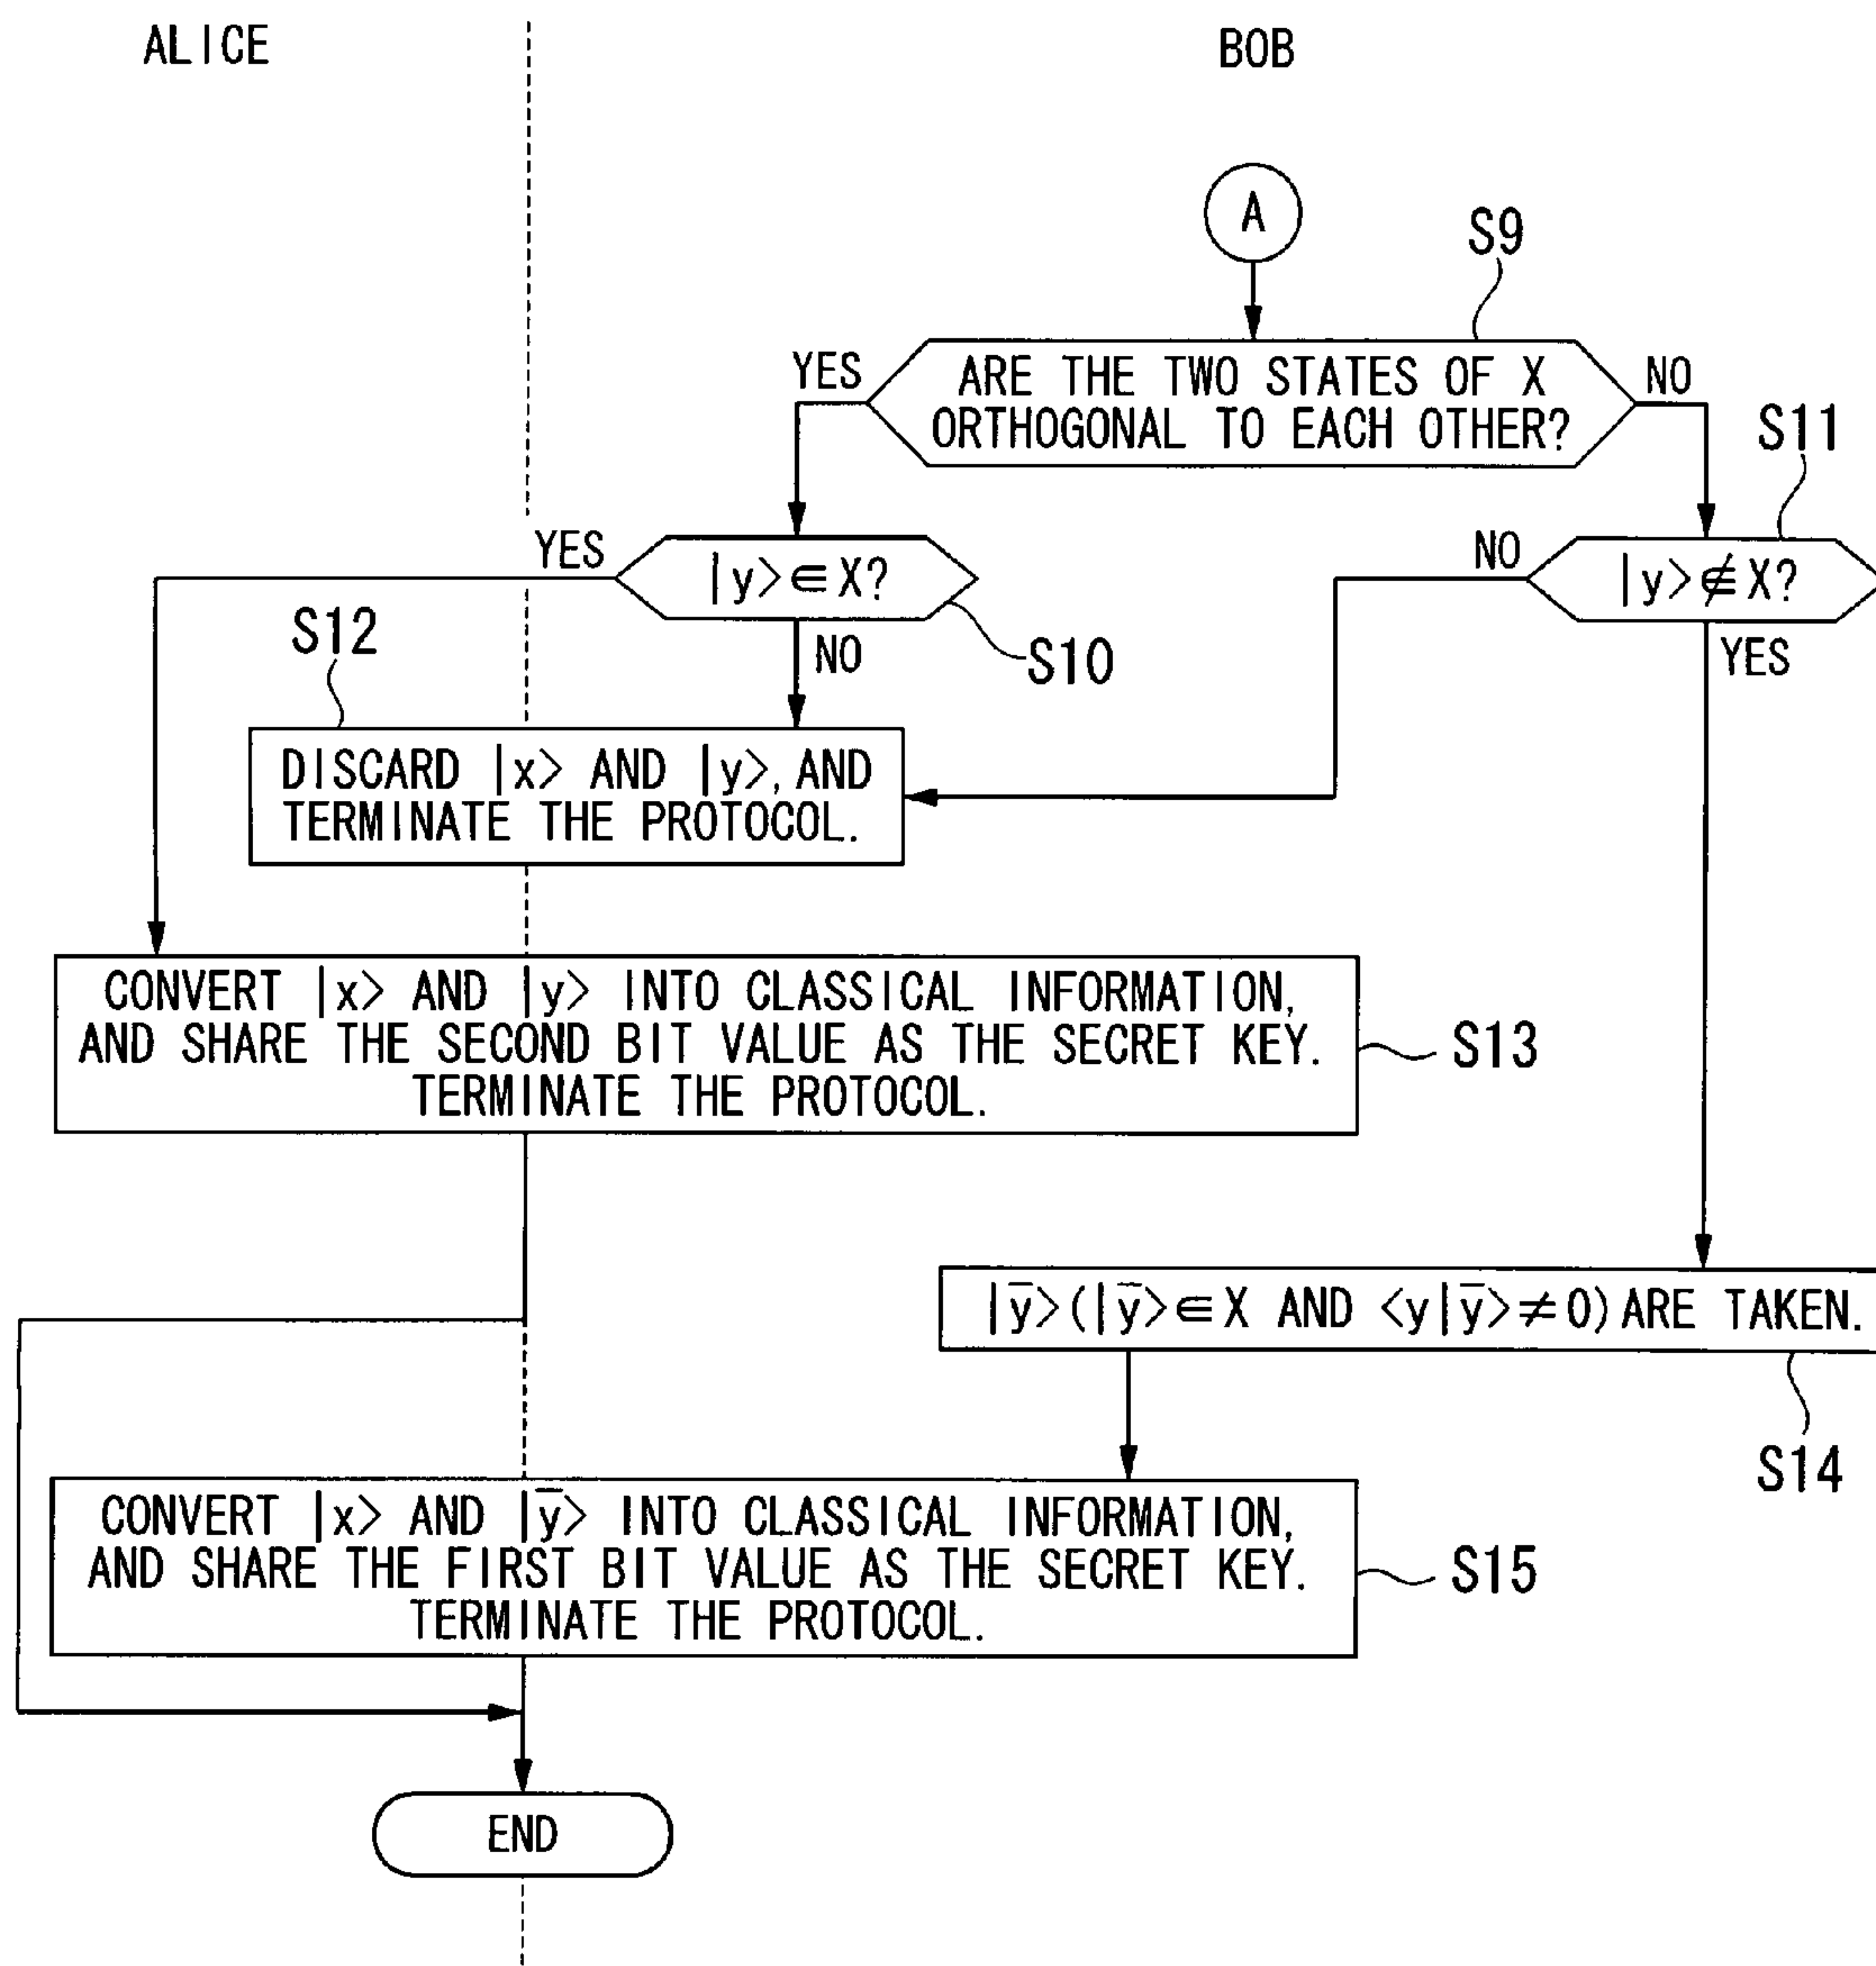 ALICE
BOB
A
S9
YES
ARE THE TWO STATES OF X
ORTHOGONAL TO EACH OTHER?
NO
S11
YES
|y>∈X?
NO
|y>∉X?
S12
NO
S10
YES
DISCARD |x> AND |y>, AND
TERMINATE THE PROTOCOL.
CONVERT |x> AND |y> INTO CLASSICAL INFORMATION,
AND SHARE THE SECOND BIT VALUE AS THE SECRET KEY.
TERMINATE THE PROTOCOL.
S13
|y̅>(|y̅>∈X AND <y|y̅>≠0) ARE TAKEN.
S14
CONVERT |x> AND |y̅> INTO CLASSICAL INFORMATION,
AND SHARE THE FIRST BIT VALUE AS THE SECRET KEY.
TERMINATE THE PROTOCOL.
S15
END